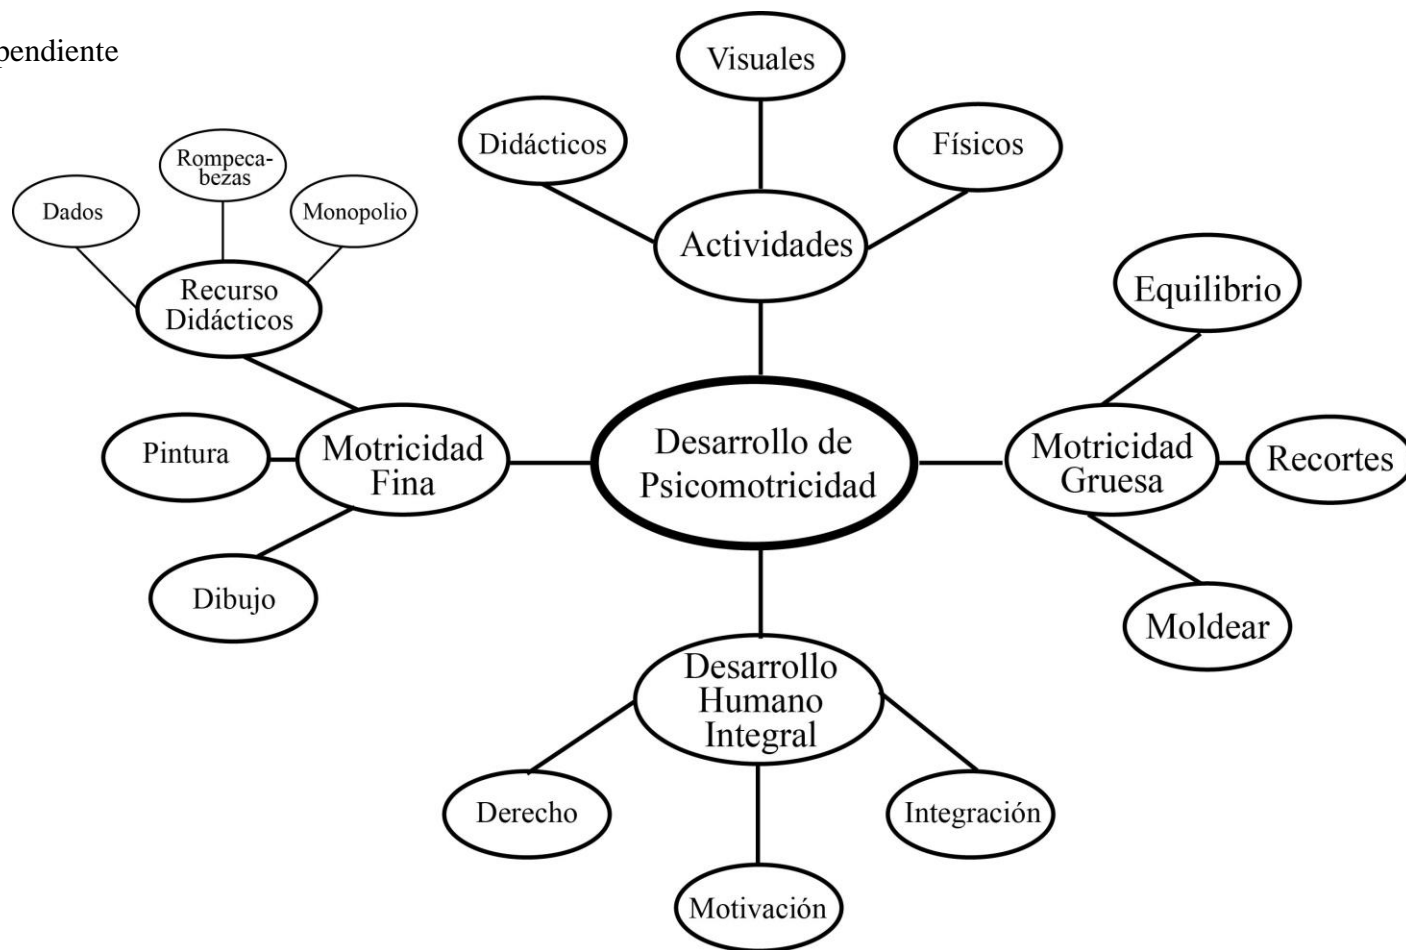 pendiente
Visuales
Didácticos
Físicos
Actividades
Rompeca-
bezas
Dados
Monopolio
Recurso
Didácticos
Equilibrio
Pintura
Motricidad
Fina
Dibujo
Desarrollo de
Psicomotricidad
Motricidad
Gruesa
Recortes
Moldear
Desarrollo
Humano
Integral
Derecho
Integración
Motivación